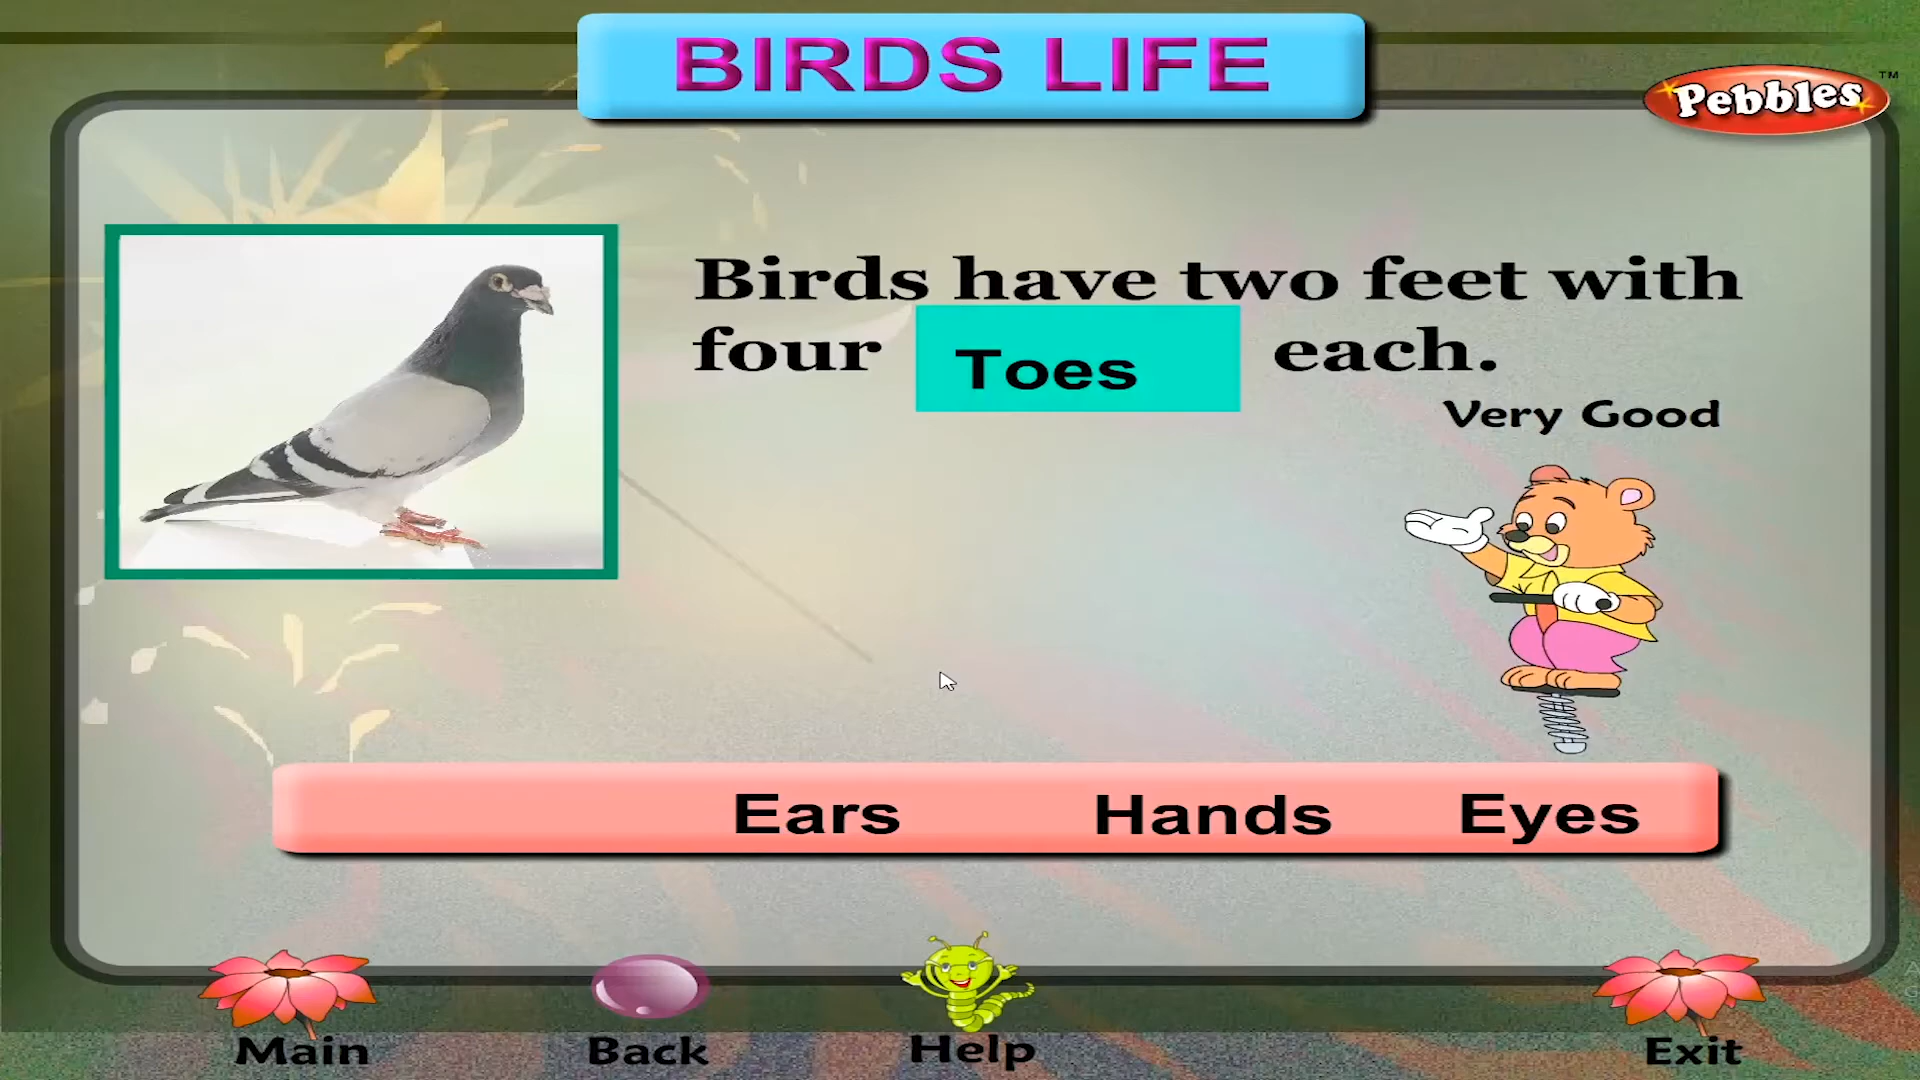 BIRDS LIFE
Pebbles™
Birds have two feet with
four Toes each.
Very Good
Ears Hands Eyes
Main Back Help Exit